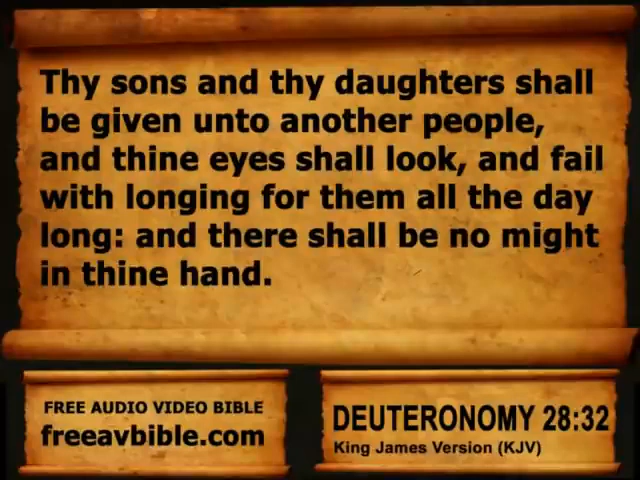 Thy sons and thy daughters shall
be given unto another people,
and thine eyes shall look, and fail
with longing for them all the day
long: and there shall be no might
in thine hand.
FREE AUDIO VIDEO BIBLE
freeavbible.com
DEUTERONOMY 28:32
King James Version (KJV)